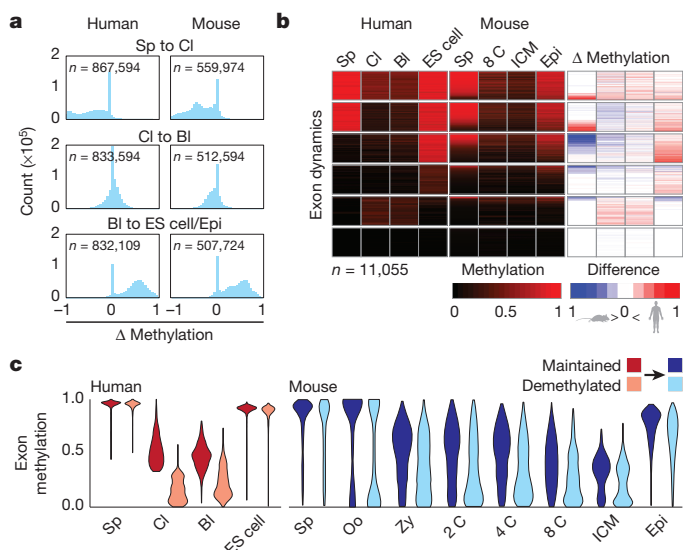 a
Human Mouse
Sp to Cl
n = 867,594 n = 559,974
Cl to Bl
n = 833,594 n = 512,594
Bl to ES cell/Epi
n = 832,109 n = 507,724
Count (×10⁵)
2
1
0
2
1
0
2
1
0
−1 0 1 −1 0 1
Δ Methylation
b
Human Mouse
Sp Cl Bl ES cell Sp 8 C ICM Epi
Δ Methylation
Exon dynamics
n = 11,055
Methylation
0 0.5 1
Difference
1 > 0 < 1
c
Maintained
Demethylated
Human Mouse
Exon methylation
1.0
0.5
0.0
Sp Cl Bl ES cell Sp Oo Zy 2 C 4 C 8 C ICM Epi